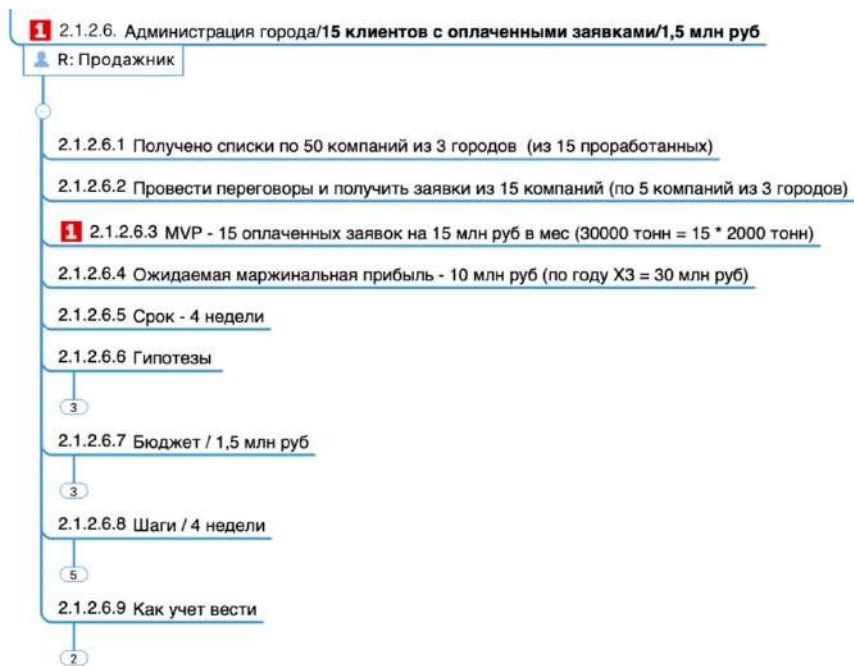 1 2.1.2.6. Администрация города/15 клиентов с оплаченными заявками/1,5 млн руб
R: Продажник
2.1.2.6.1 Получено списки по 50 компаний из 3 городов (из 15 проработанных)
2.1.2.6.2 Провести переговоры и получить заявки из 15 компаний (по 5 компаний из 3 городов)
1 2.1.2.6.3 MVP - 15 оплаченных заявок на 15 млн руб в мес (30000 тонн = 15 * 2000 тонн)
2.1.2.6.4 Ожидаемая маржинальная прибыль - 10 млн руб (по году X3 = 30 млн руб)
2.1.2.6.5 Срок - 4 недели
2.1.2.6.6 Гипотезы
3
2.1.2.6.7 Бюджет / 1,5 млн руб
3
2.1.2.6.8 Шаги / 4 недели
5
2.1.2.6.9 Как учет вести
2